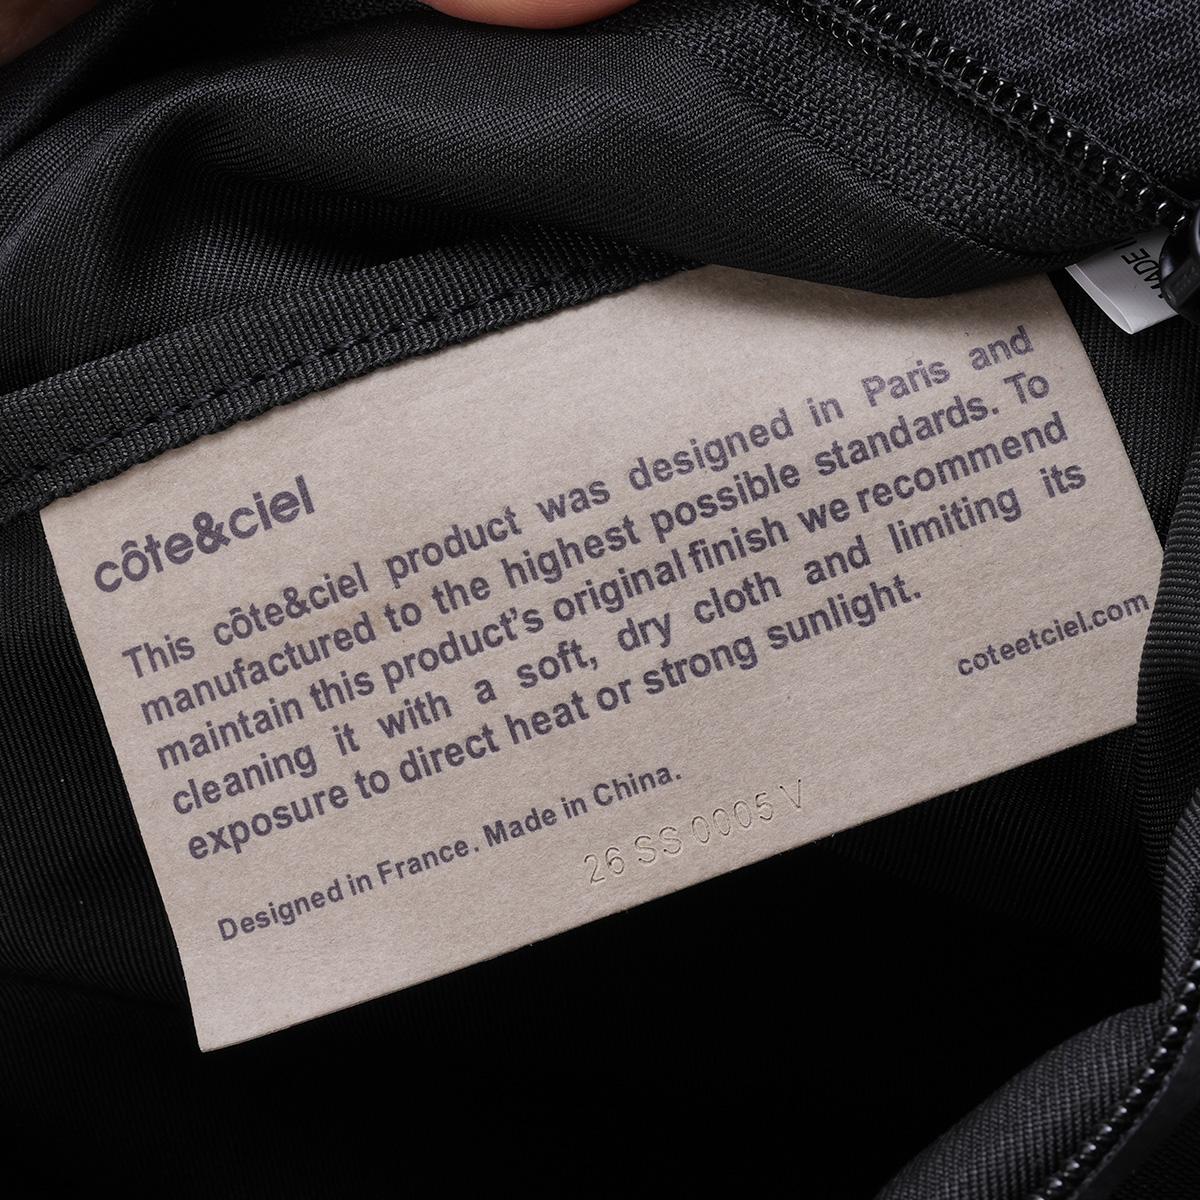 côte&ciel
This côte&ciel product was designed in Paris and
manufactured to the highest possible standards. To
maintain this product's original finish we recommend
cleaning it with a soft, dry cloth and limiting its
exposure to direct heat or strong sunlight.
coteetciel.com
Designed in France. Made in China.
26 SS 0005 V
MADE